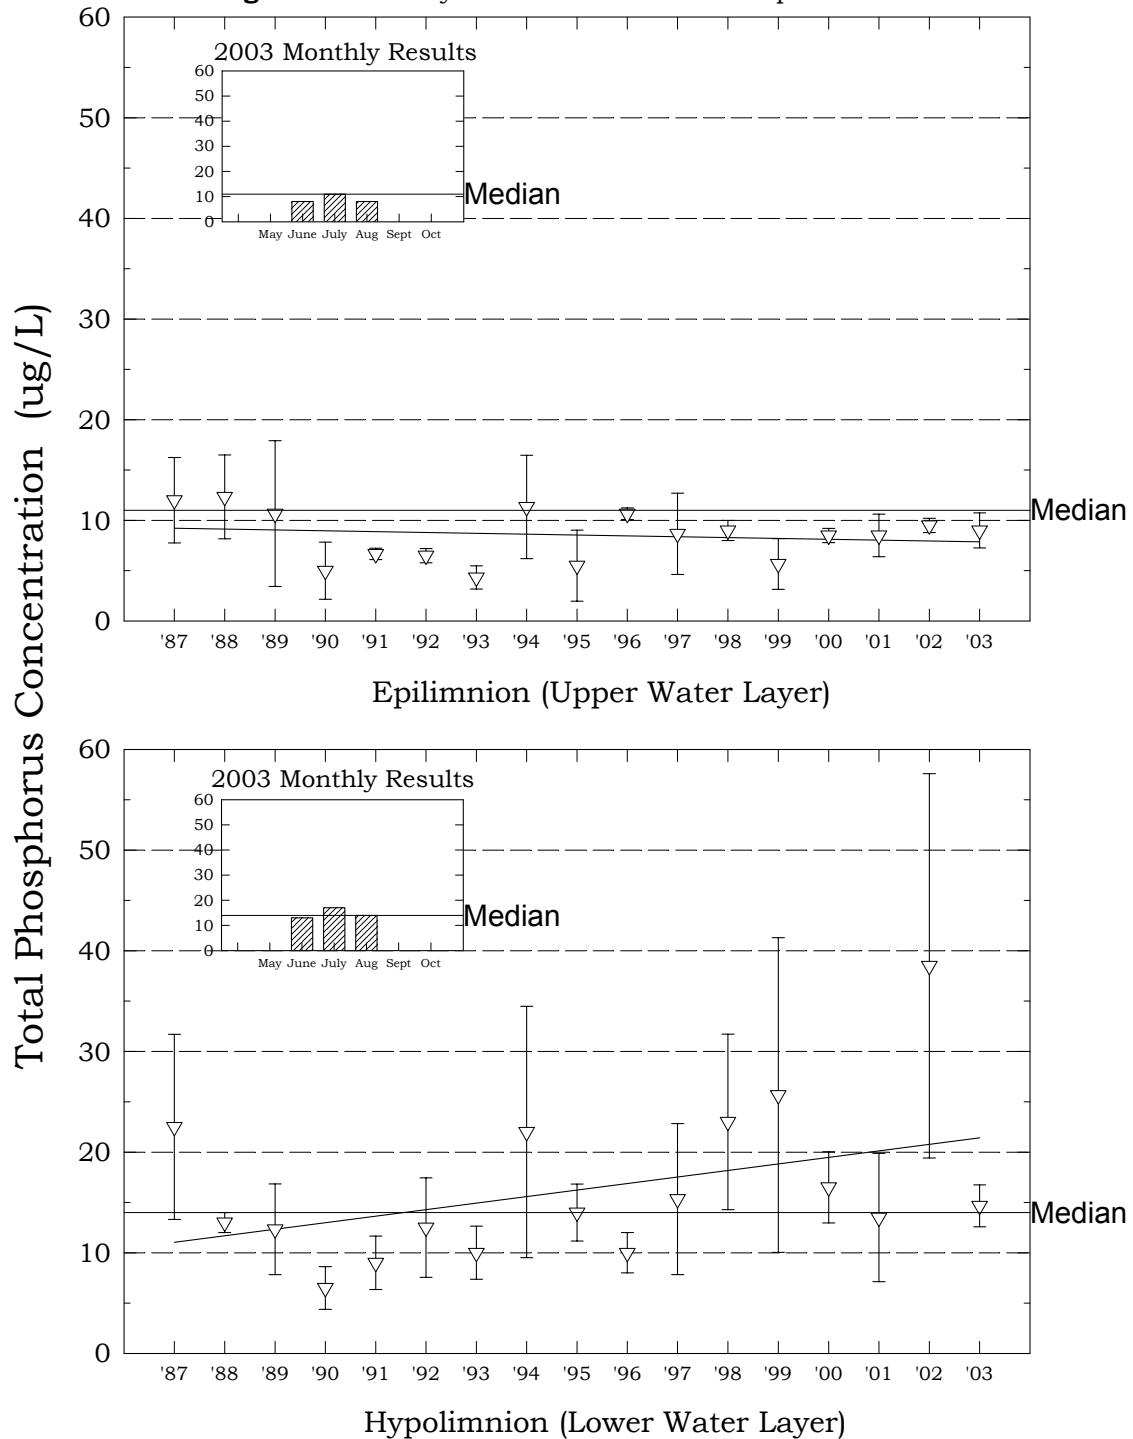 60
2003 Monthly Results
60
50
50
40
30
20
10
0
Median
May June July Aug Sept Oct
40
30
20
10
0
Median
'87 '88 '89 '90 '91 '92 '93 '94 '95 '96 '97 '98 '99 '00 '01 '02 '03
Epilimnion (Upper Water Layer)
Total Phosphorus Concentration (ug/L)
60
2003 Monthly Results
60
50
50
40
30
20
10
0
Median
May June July Aug Sept Oct
40
30
20
10
0
Median
'87 '88 '89 '90 '91 '92 '93 '94 '95 '96 '97 '98 '99 '00 '01 '02 '03
Hypolimnion (Lower Water Layer)